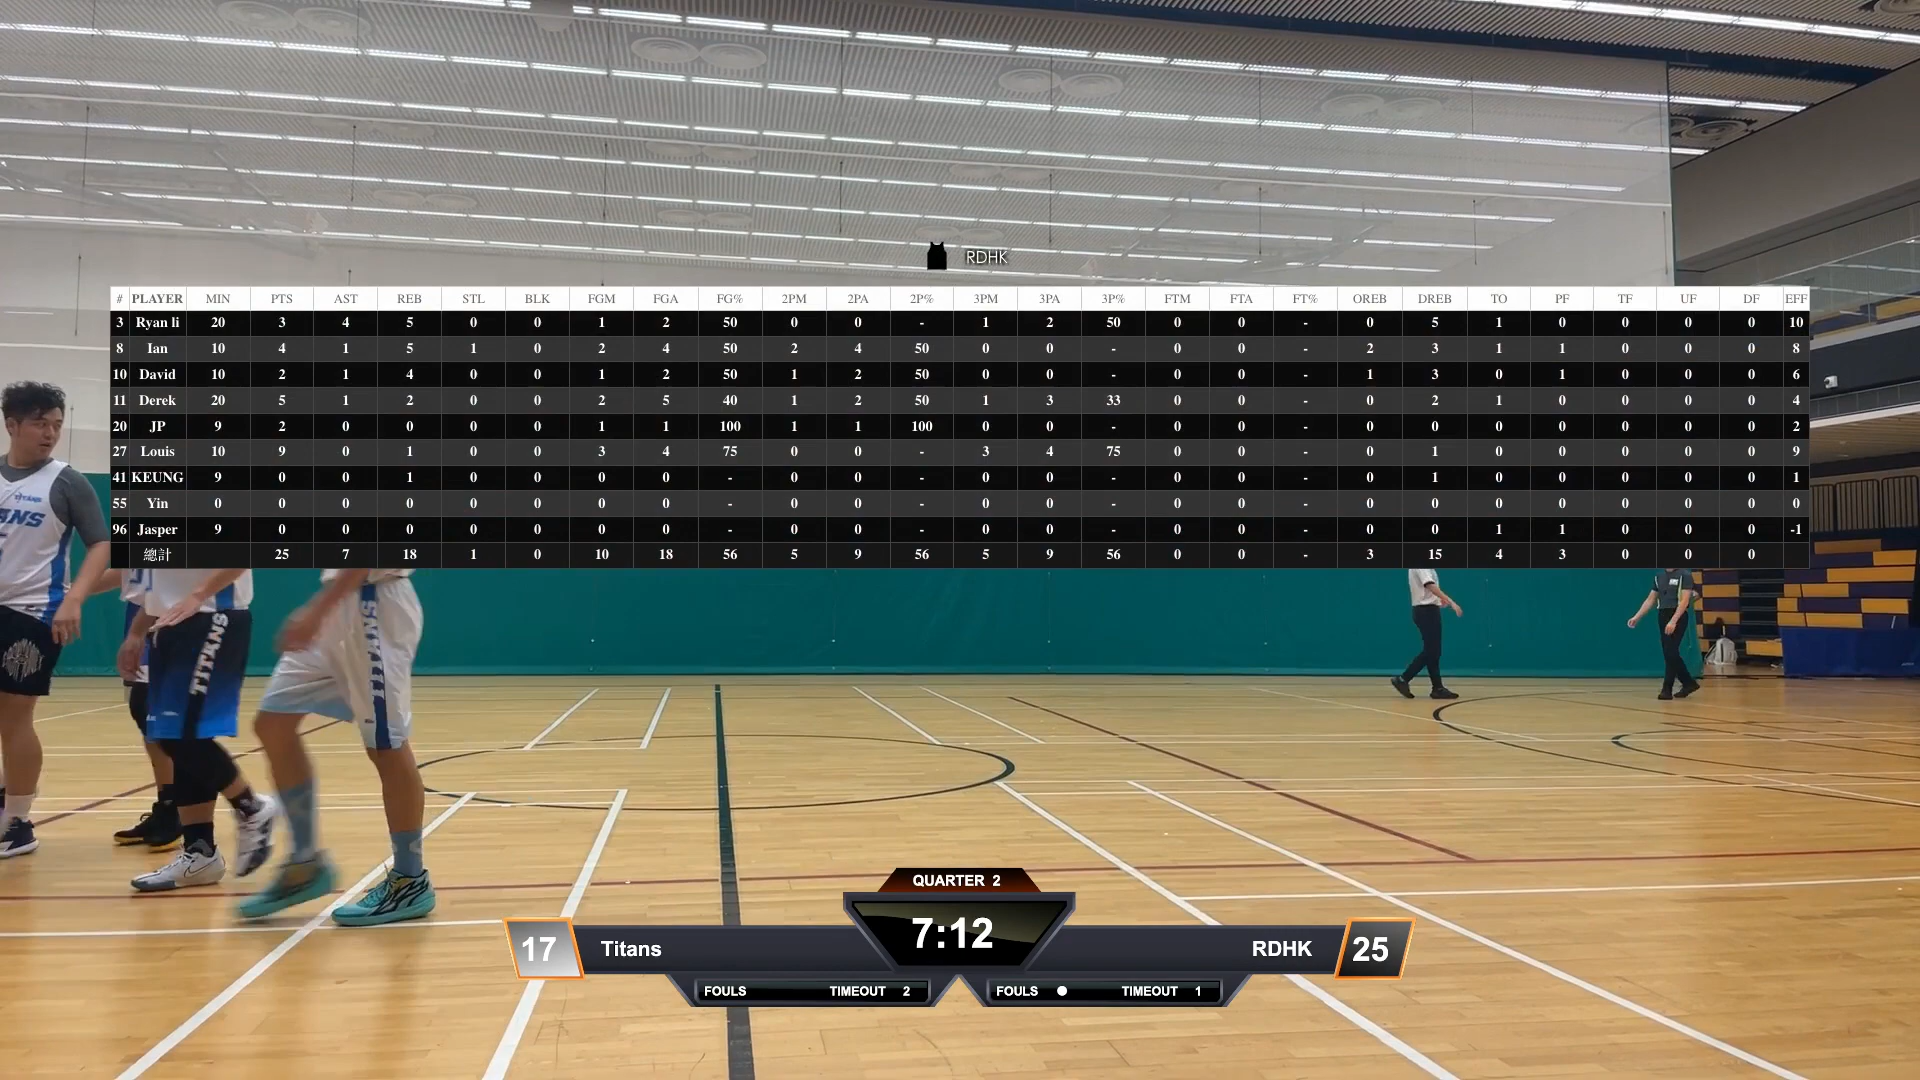 RDHK
# PLAYER MIN PTS AST REB STL BLK FGM FGA FG% 2PM 2PA 2P% 3PM 3PA 3P% FTM FTA FT% OREB DREB TO PF TF UF DF EFF
3 Ryan li 20 3 4 5 0 0 1 2 50 0 0 - 1 2 50 0 0 - 0 5 1 0 0 0 0 10
8 Ian 10 4 1 5 1 0 2 4 50 2 4 50 0 0 - 0 0 - 2 3 1 1 0 0 0 8
10 David 10 2 1 4 0 0 1 2 50 1 2 50 0 0 - 0 0 - 1 3 0 1 0 0 0 6
11 Derek 20 5 1 2 0 0 2 5 40 1 2 50 1 3 33 0 0 - 0 2 1 0 0 0 0 4
20 JP 9 2 0 0 0 0 1 1 100 1 1 100 0 0 - 0 0 - 0 0 0 0 0 0 0 2
27 Louis 10 9 0 1 0 0 3 4 75 0 0 - 3 4 75 0 0 - 0 1 0 0 0 0 0 9
41 KEUNG 9 0 0 1 0 0 0 0 - 0 0 - 0 0 - 0 0 - 0 1 0 0 0 0 0 1
55 Yin 0 0 0 0 0 0 0 0 - 0 0 - 0 0 - 0 0 - 0 0 0 0 0 0 0 0
96 Jasper 9 0 0 0 0 0 0 0 - 0 0 - 0 0 - 0 0 - 0 0 1 1 0 0 0 -1
總計 25 7 18 1 0 10 18 56 5 9 56 5 9 56 0 0 - 3 15 4 3 0 0 0
TITANS
ANS
TITANS
TITANS
QUARTER 2
7:12
17 Titans
RDHK 25
FOULS TIMEOUT 2
FOULS TIMEOUT 1